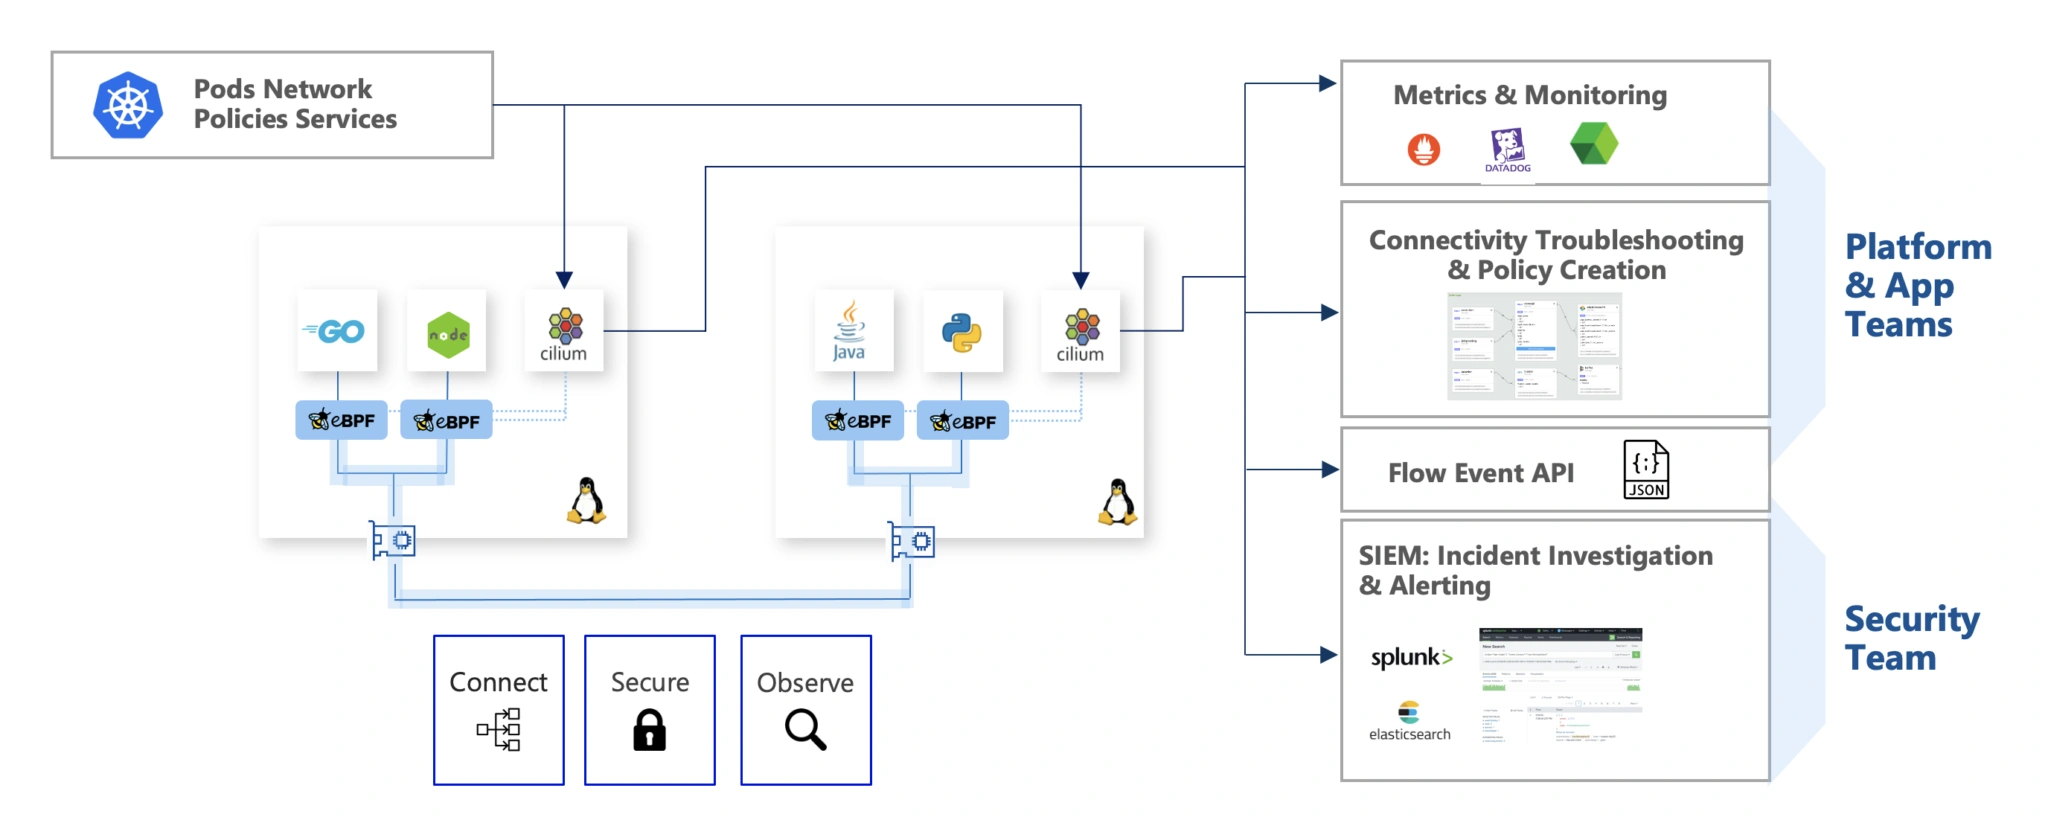 Pods Network
Policies Services
GO
node
cilium
eBPF
eBPF
Java
cilium
eBPF
eBPF
Connect
Secure
Observe
Metrics & Monitoring
DATADOG
Connectivity Troubleshooting
& Policy Creation
Flow Event API
{;}
JSON
SIEM: Incident Investigation
& Alerting
splunk>
elasticsearch
New Search
Platform
& App
Teams
Security
Team